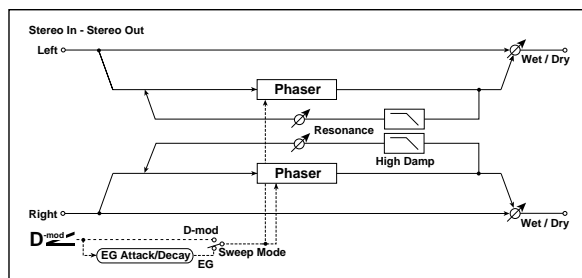 Stereo In - Stereo Out
Left
Wet / Dry
Phaser
Resonance
High Damp
Phaser
Right
Wet / Dry
D-mod
D-mod
EG Attack/Decay
EG
Sweep Mode